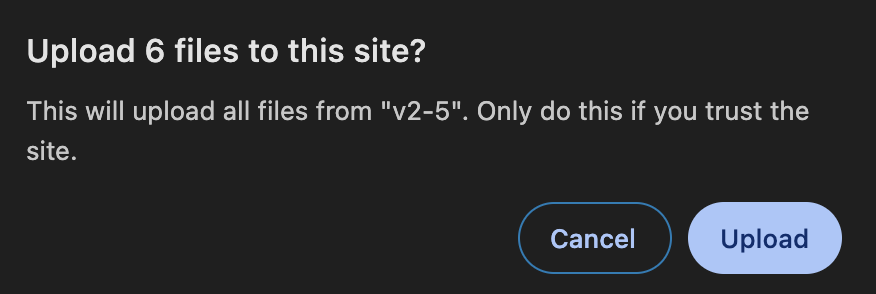 Upload 6 files to this site?
This will upload all files from "v2-5". Only do this if you trust the
site.
Cancel
Upload